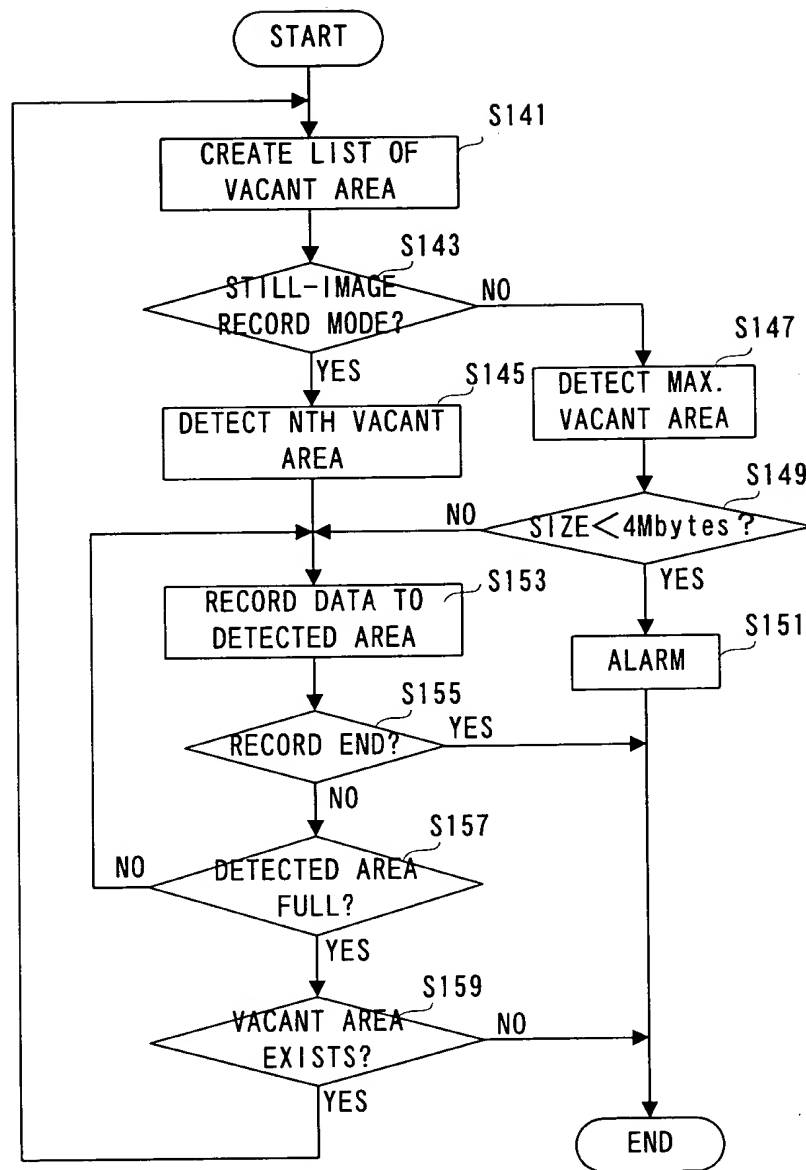 START
S141
CREATE LIST OF
VACANT AREA
S143
STILL-IMAGE
RECORD MODE?
NO
YES
S145
DETECT NTH VACANT
AREA
S147
DETECT MAX.
VACANT AREA
S149
SIZE<4Mbytes?
NO
YES
S151
ALARM
S153
RECORD DATA TO
DETECTED AREA
S155
RECORD END?
YES
NO
S157
DETECTED AREA
FULL?
NO
YES
S159
VACANT AREA
EXISTS?
NO
YES
END